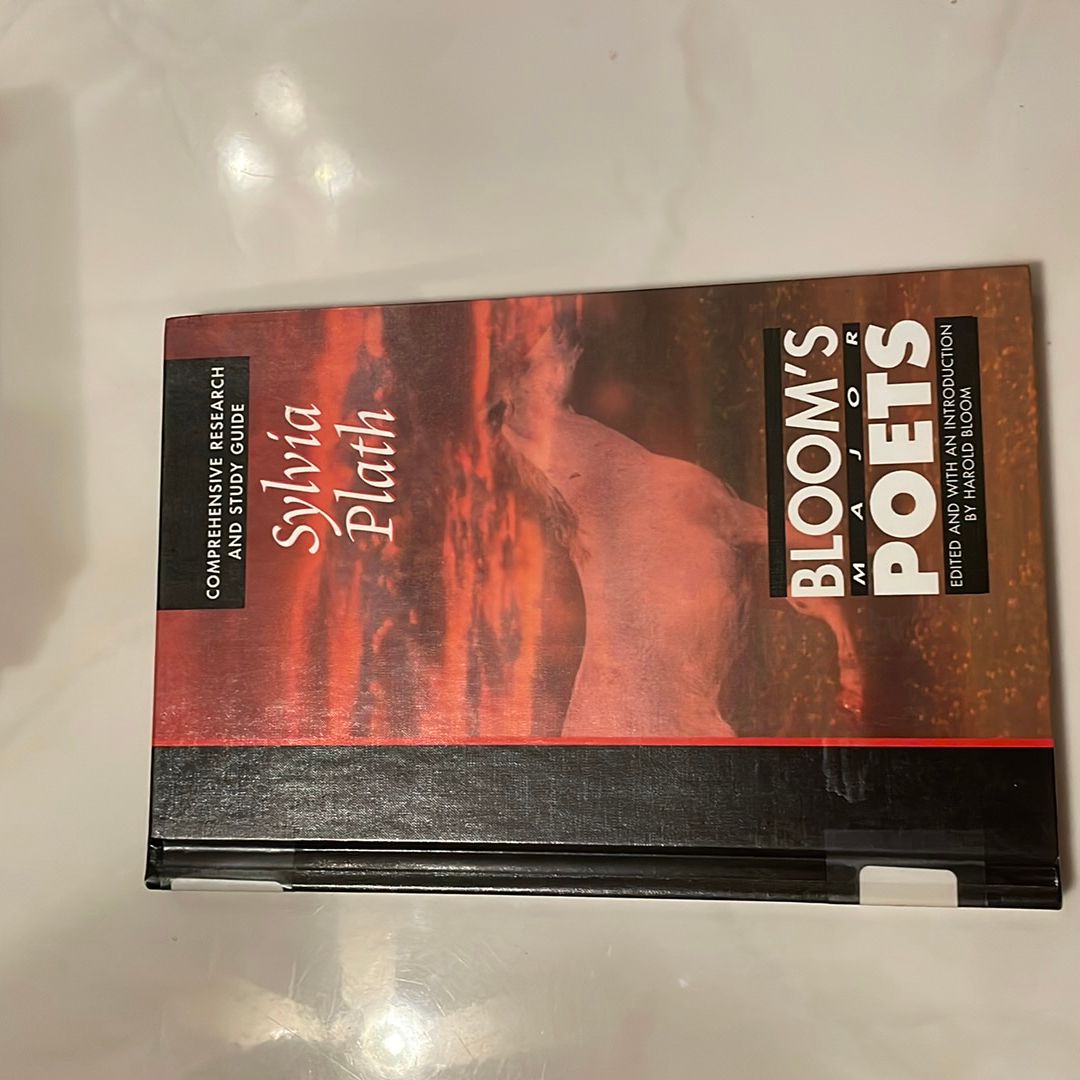 COMPREHENSIVE RESEARCH
AND STUDY GUIDE
Sylvia
Plath
BLOOM'S
MAJOR
POETS
EDITED AND WITH AN INTRODUCTION
BY HAROLD BLOOM